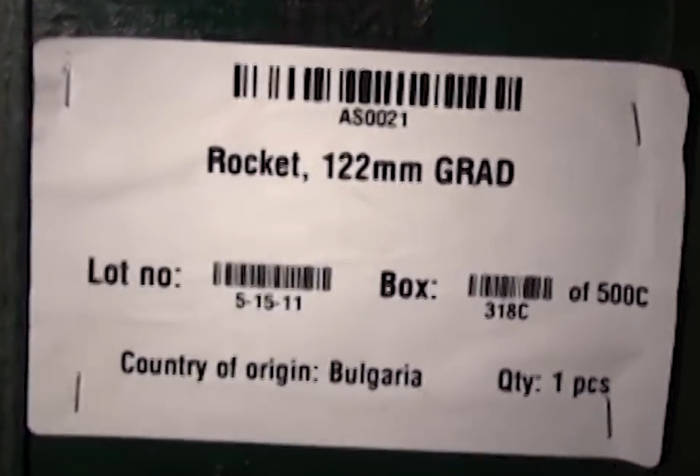 AS0021
Rocket, 122mm GRAD
Lot no: 5-15-11 Box: 318C of 500C
Country of origin: Bulgaria Qty: 1 pcs